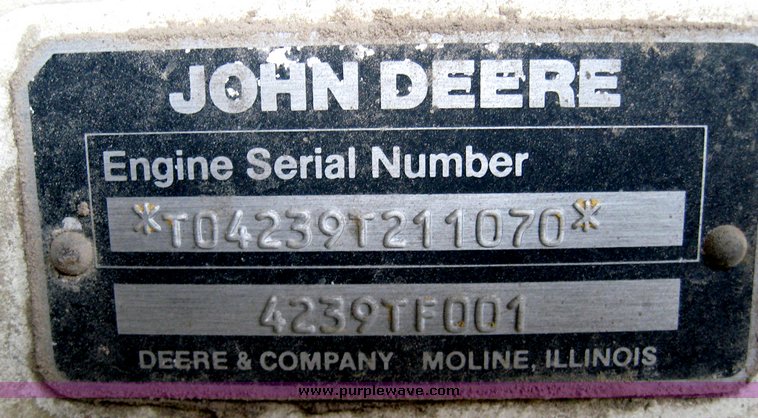 JOHN DEERE
Engine Serial Number
*T04239T211070*
4239TF001
DEERE & COMPANY MOLINE, ILLINOIS
www.purplewave.com